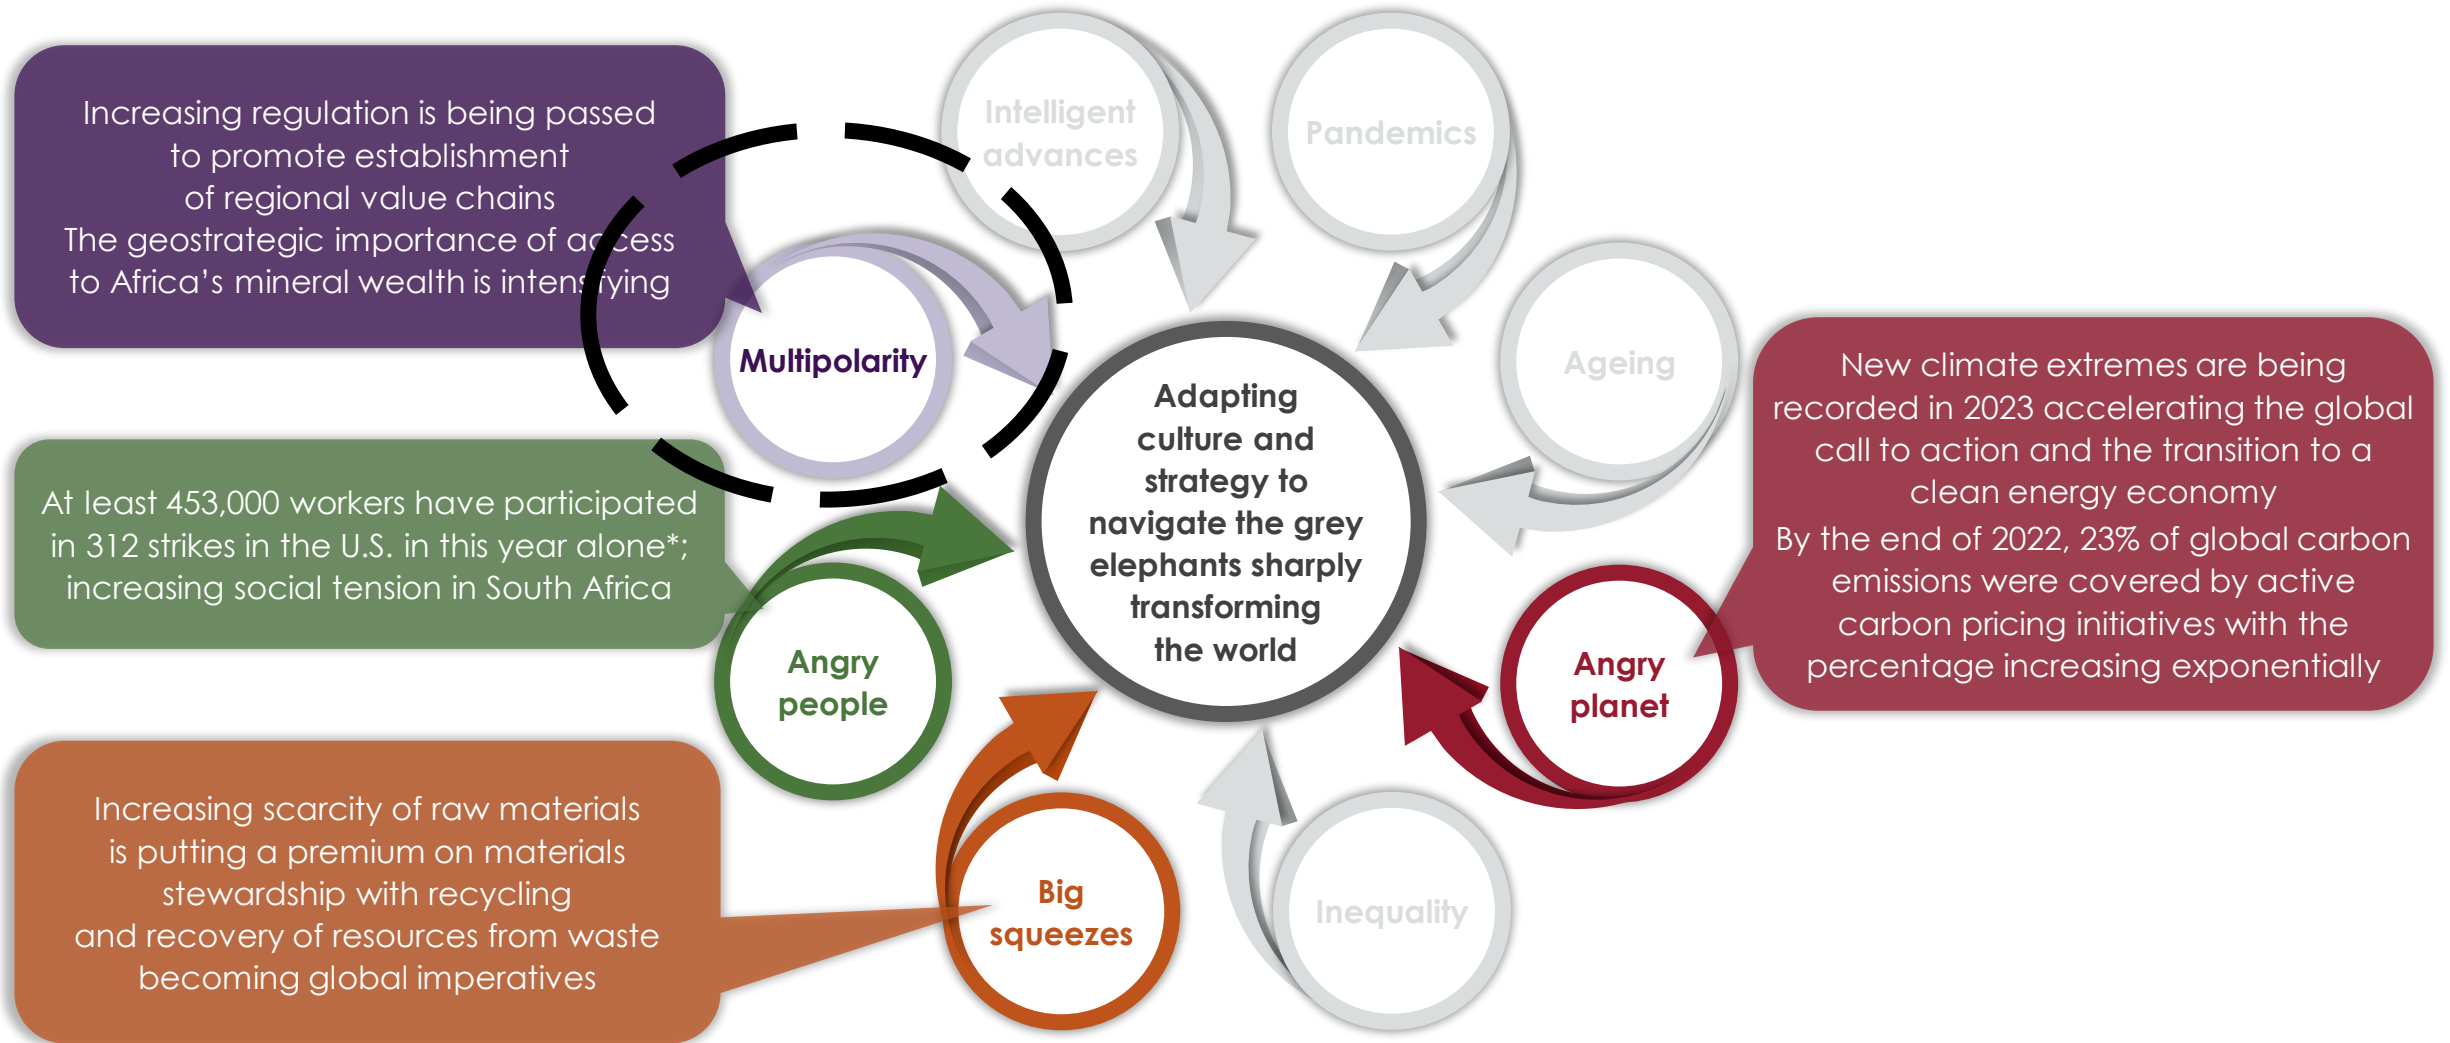 Increasing regulation is being passed
to promote establishment
of regional value chains
The geostrategic importance of access
to Africa’s mineral wealth is intensifying
Intelligent
advances
Pandemics
Multipolarity
Ageing
Adapting
culture and
strategy to
navigate the grey
elephants sharply
transforming
the world
New climate extremes are being
recorded in 2023 accelerating the global
call to action and the transition to a
clean energy economy
By the end of 2022, 23% of global carbon
emissions were covered by active
carbon pricing initiatives with the
percentage increasing exponentially
At least 453,000 workers have participated
in 312 strikes in the U.S. in this year alone*;
increasing social tension in South Africa
Angry
people
Angry
planet
Increasing scarcity of raw materials
is putting a premium on materials
stewardship with recycling
and recovery of resources from waste
becoming global imperatives
Big
squeezes
Inequality